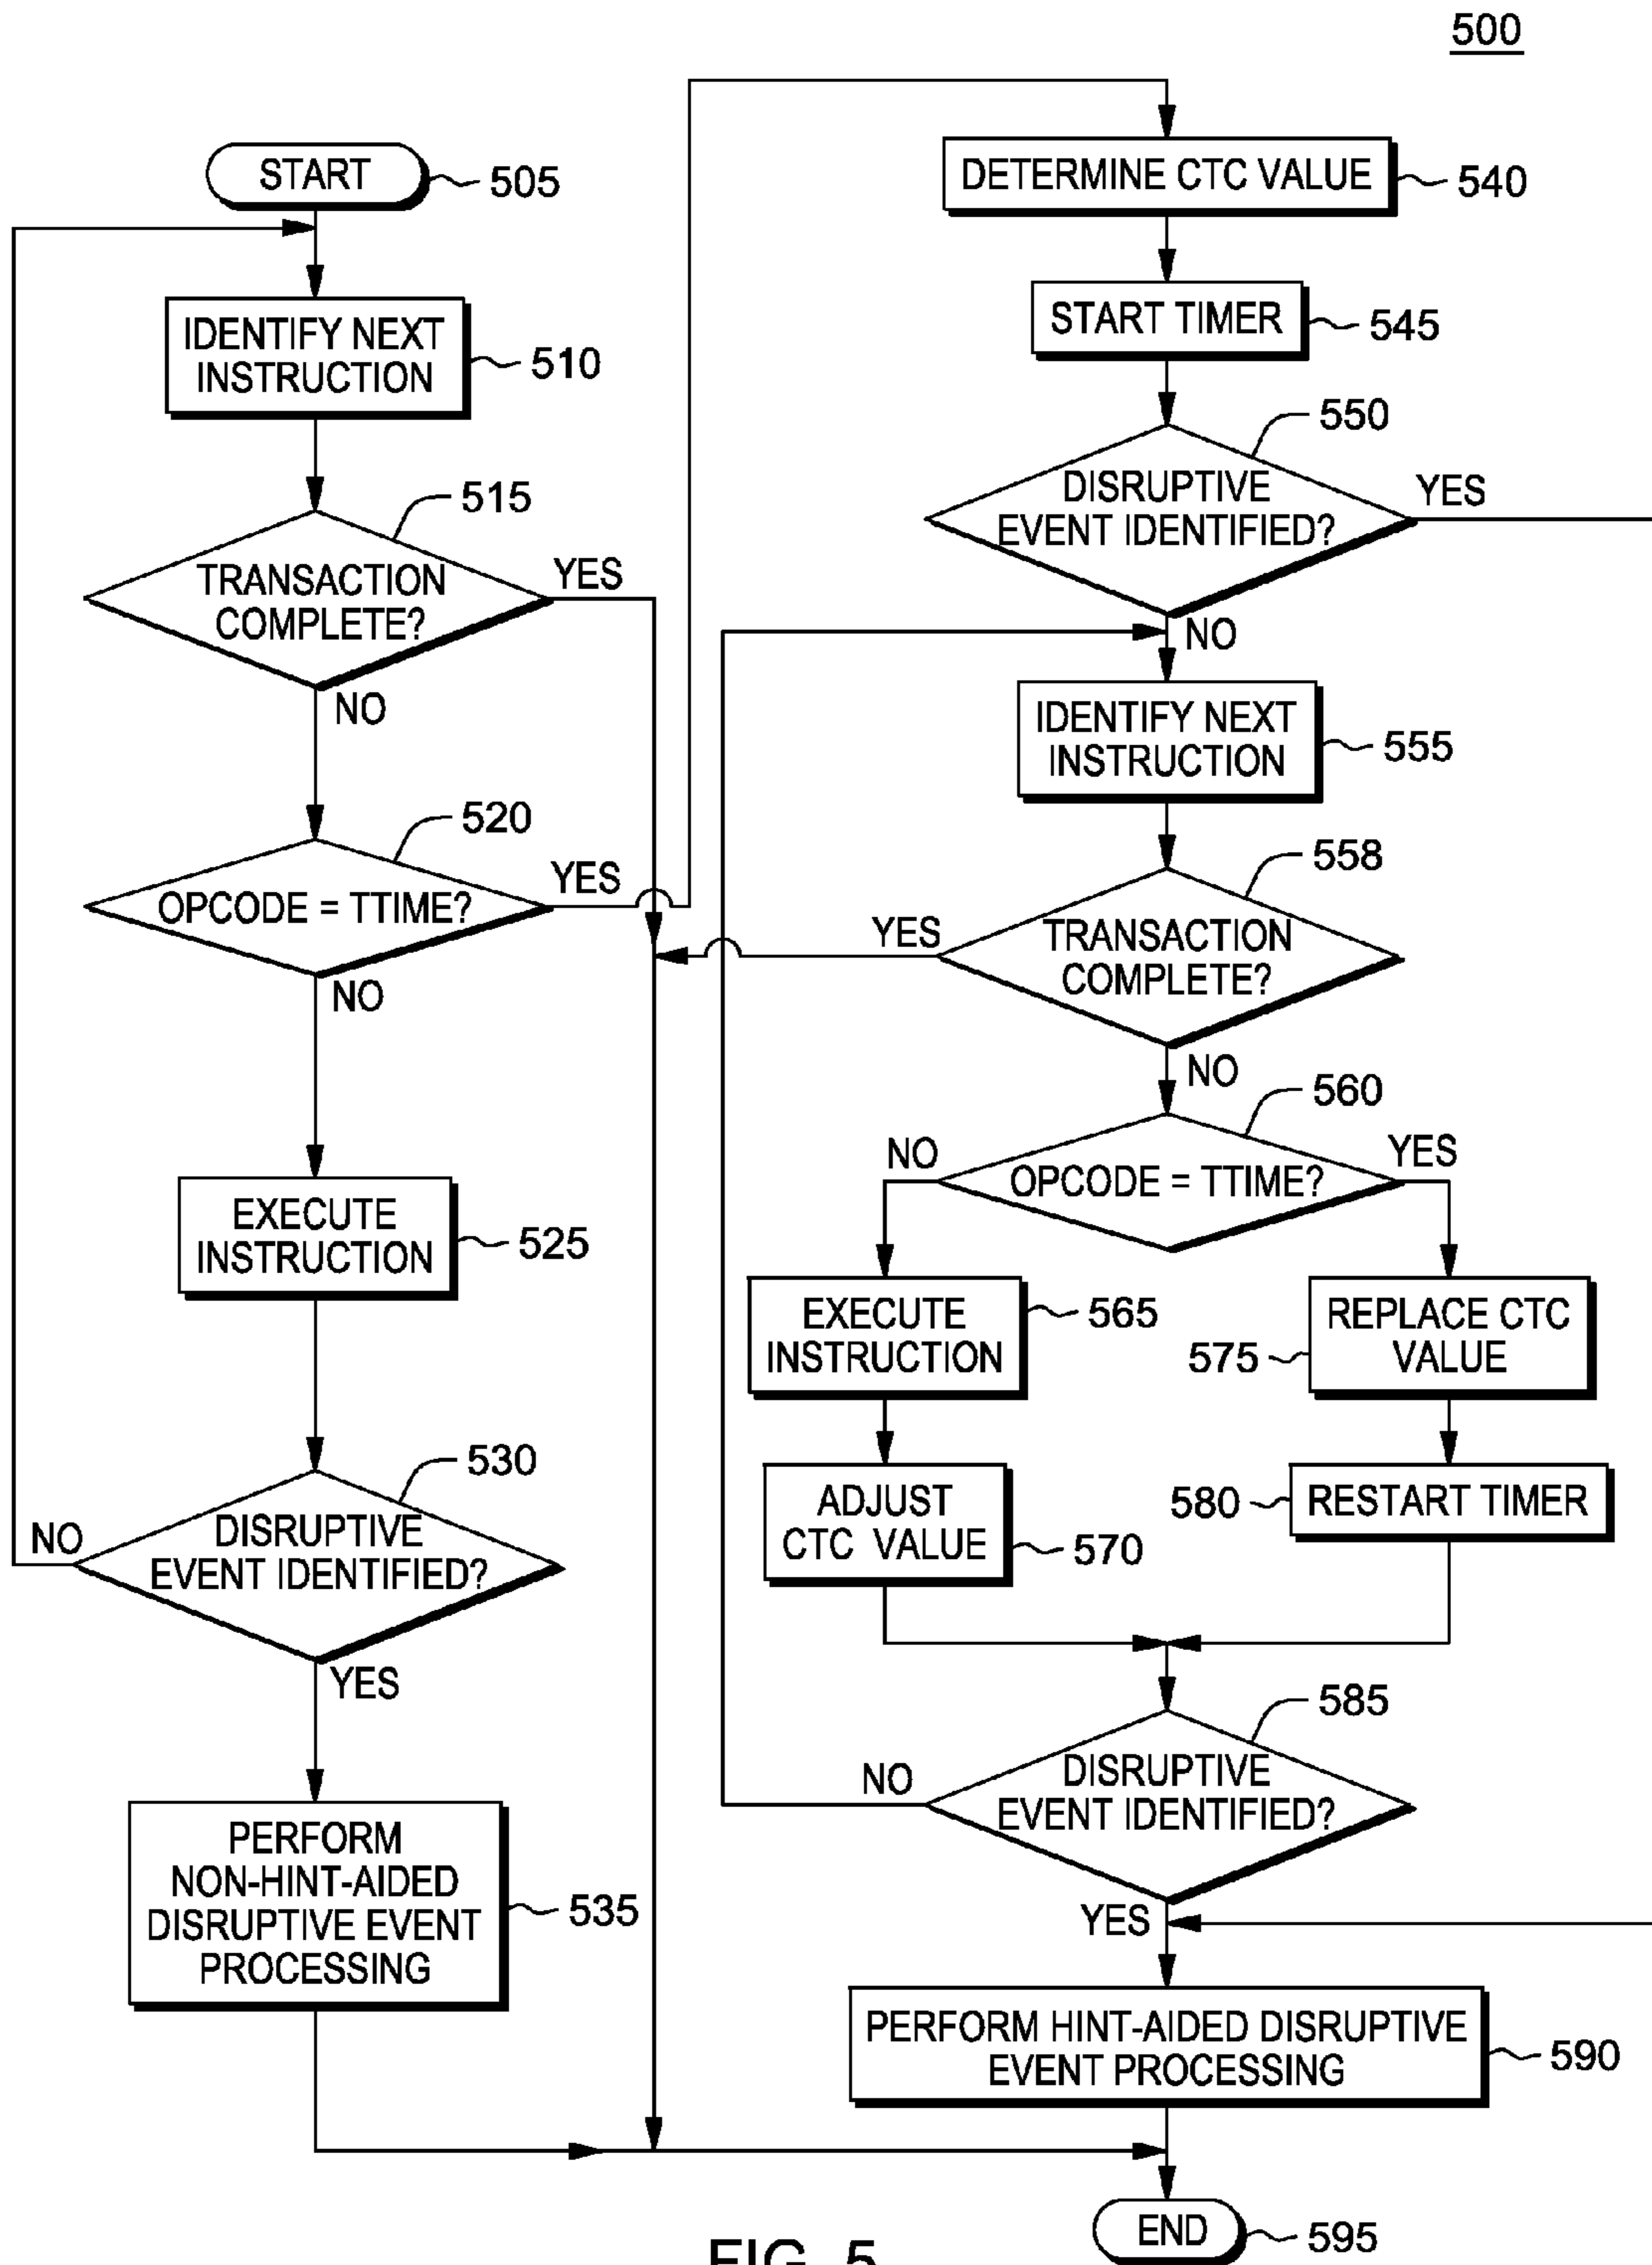 500
START
505
IDENTIFY NEXT
INSTRUCTION
510
515
TRANSACTION
COMPLETE?
YES
NO
520
OPCODE = TTIME?
YES
NO
EXECUTE
INSTRUCTION
525
530
DISRUPTIVE
EVENT IDENTIFIED?
NO
YES
PERFORM
NON-HINT-AIDED
DISRUPTIVE EVENT
PROCESSING
535
DETERMINE CTC VALUE
540
START TIMER
545
550
DISRUPTIVE
EVENT IDENTIFIED?
YES
NO
IDENTIFY NEXT
INSTRUCTION
555
558
TRANSACTION
COMPLETE?
YES
NO
560
OPCODE = TTIME?
NO
YES
EXECUTE
INSTRUCTION
565
ADJUST
CTC VALUE
570
REPLACE CTC
VALUE
575
RESTART TIMER
580
585
DISRUPTIVE
EVENT IDENTIFIED?
NO
YES
PERFORM HINT-AIDED DISRUPTIVE
EVENT PROCESSING
590
END
595
FIG. 5